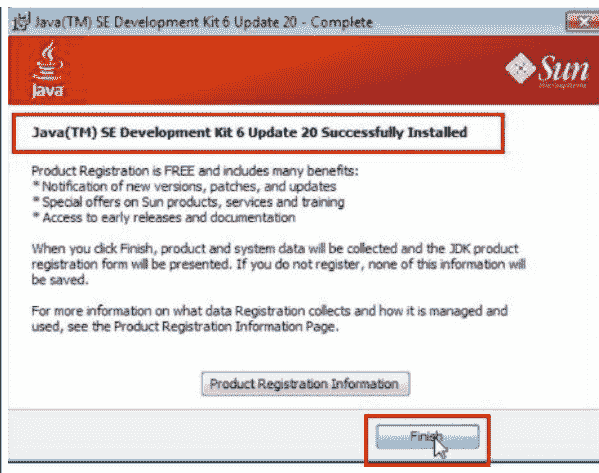 Java(TM) SE Development Kit 6 Update 20 - Complete
Java
Sun
Java(TM) SE Development Kit 6 Update 20 Successfully Installed
Product Registration is FREE and includes many benefits:
* Notification of new versions, patches, and updates
* Special offers on Sun products, services and training
* Access to early releases and documentation
When you click Finish, product and system data will be collected and the JDK product
registration form will be presented. If you do not register, none of this information will
be saved.
For more information on what data Registration collects and how it is managed and
used, see the Product Registration Information Page.
Product Registration Information
Finish